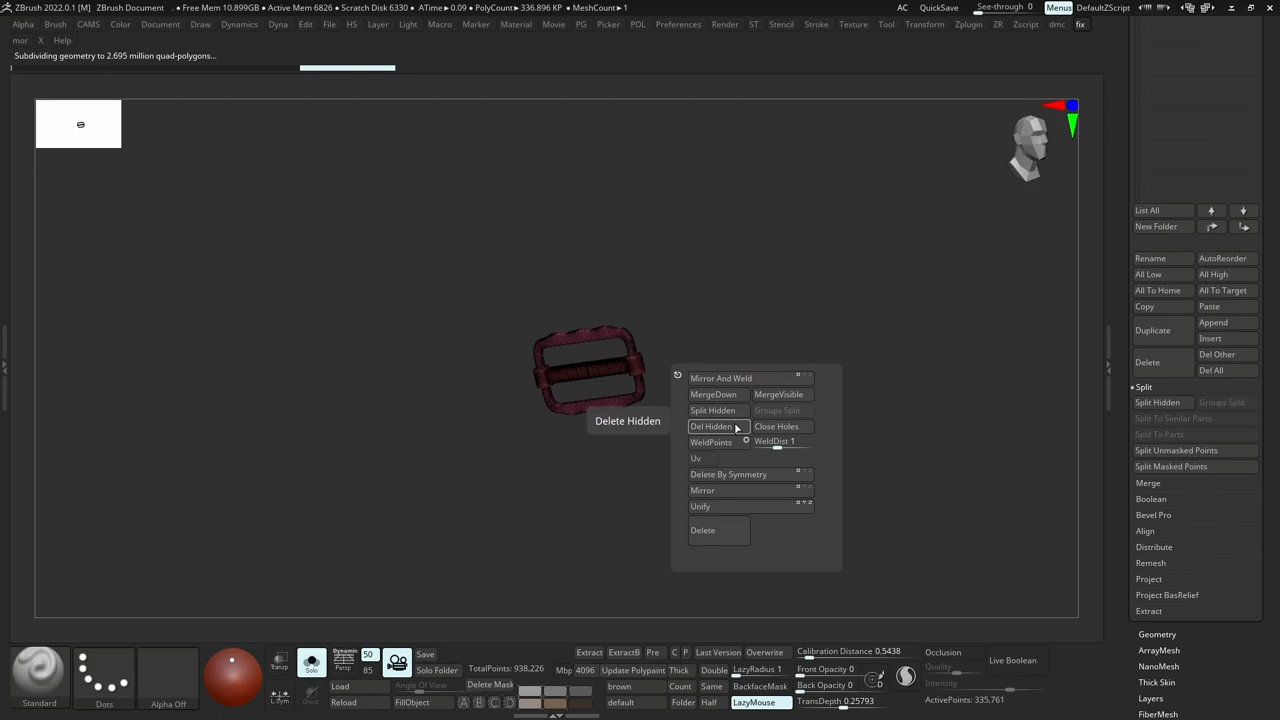 ZBrush 2022.0.1 [M] ZBrush Document . • Free Mem 10.899GB • Active Mem 6826 • Scratch Disk 6330 • ATime▸0.09 • PolyCount▸336.896 KP • MeshCount▸1 AC QuickSave See-through 0 Menus DefaultZScript
Alpha Brush CAMS Color Document Draw Dynamics Dyna Edit File HS Layer Light Macro Marker Material Movie PG Picker POL Preferences Render ST Stencil Stroke Texture Tool Transform Zplugin ZR Zscript dmc fix
mor X Help
Subdividing geometry to 2.695 million quad-polygons...
List All
New Folder
Rename AutoReorder
All Low All High
All To Home All To Target
Copy Paste
Duplicate Append
Insert
Delete Del Other
Del All
Split
Split Hidden Groups Split
Split To Similar Parts
Split To Parts
Split Unmasked Points
Split Masked Points
Merge
Boolean
Bevel Pro
Align
Distribute
Remesh
Project
Project BasRelief
Extract
Geometry
ArrayMesh
NanoMesh
Thick Skin
Layers
FiberMesh
Delete Hidden
Mirror And Weld
MergeDown MergeVisible
Split Hidden Groups Split
Del Hidden Close Holes
WeldPoints WeldDist 1
Uv
Delete By Symmetry
Mirror
Unify
Delete
Standard Dots Alpha Off
Transp Solo Dynamic Persp 50 85 Save
L.Sym Ghost Solo Folder
Load Angle Of View
Reload FillObject
TotalPoints: 938,226
Delete Mask
A B C D
Extract ExtractB Pre C P Last Version Overwrite
Mbp 4096 Update Polypaint Thick Double LazyRadius 1
brown Count Same BackfaceMask
default Folder Half LazyMouse
Calibration Distance 0.5438
Front Opacity 0
Back Opacity 0
TransDepth 0.25793
D
Occlusion
Quality
Intensity
ActivePoints: 335,761
Live Boolean